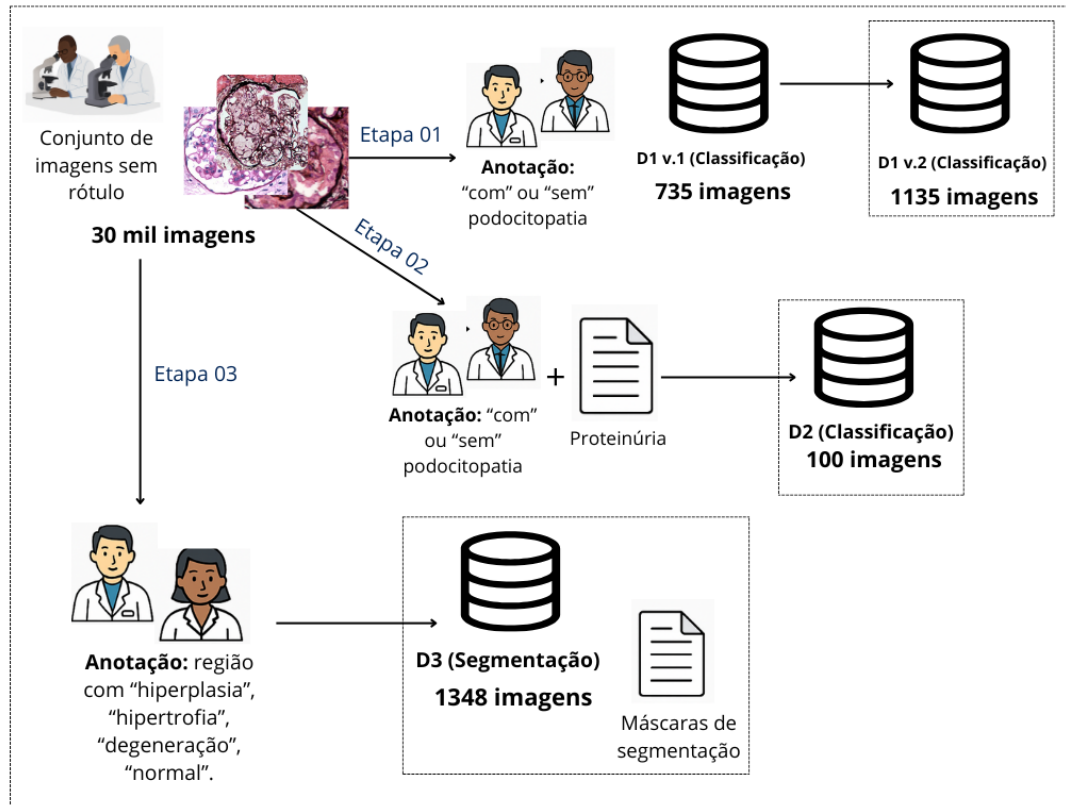 Conjunto de
imagens sem
rótulo
30 mil imagens
Etapa 01
Anotação:
“com” ou “sem”
podocitopatia
D1 v.1 (Classificação)
735 imagens
D1 v.2 (Classificação)
1135 imagens
Etapa 02
Anotação: “com”
ou “sem”
podocitopatia
+
Proteinúria
D2 (Classificação)
100 imagens
Etapa 03
Anotação: região
com “hiperplasia”,
“hipertrofia”,
“degeneração”,
“normal”.
D3 (Segmentação)
1348 imagens
Máscaras de
segmentação